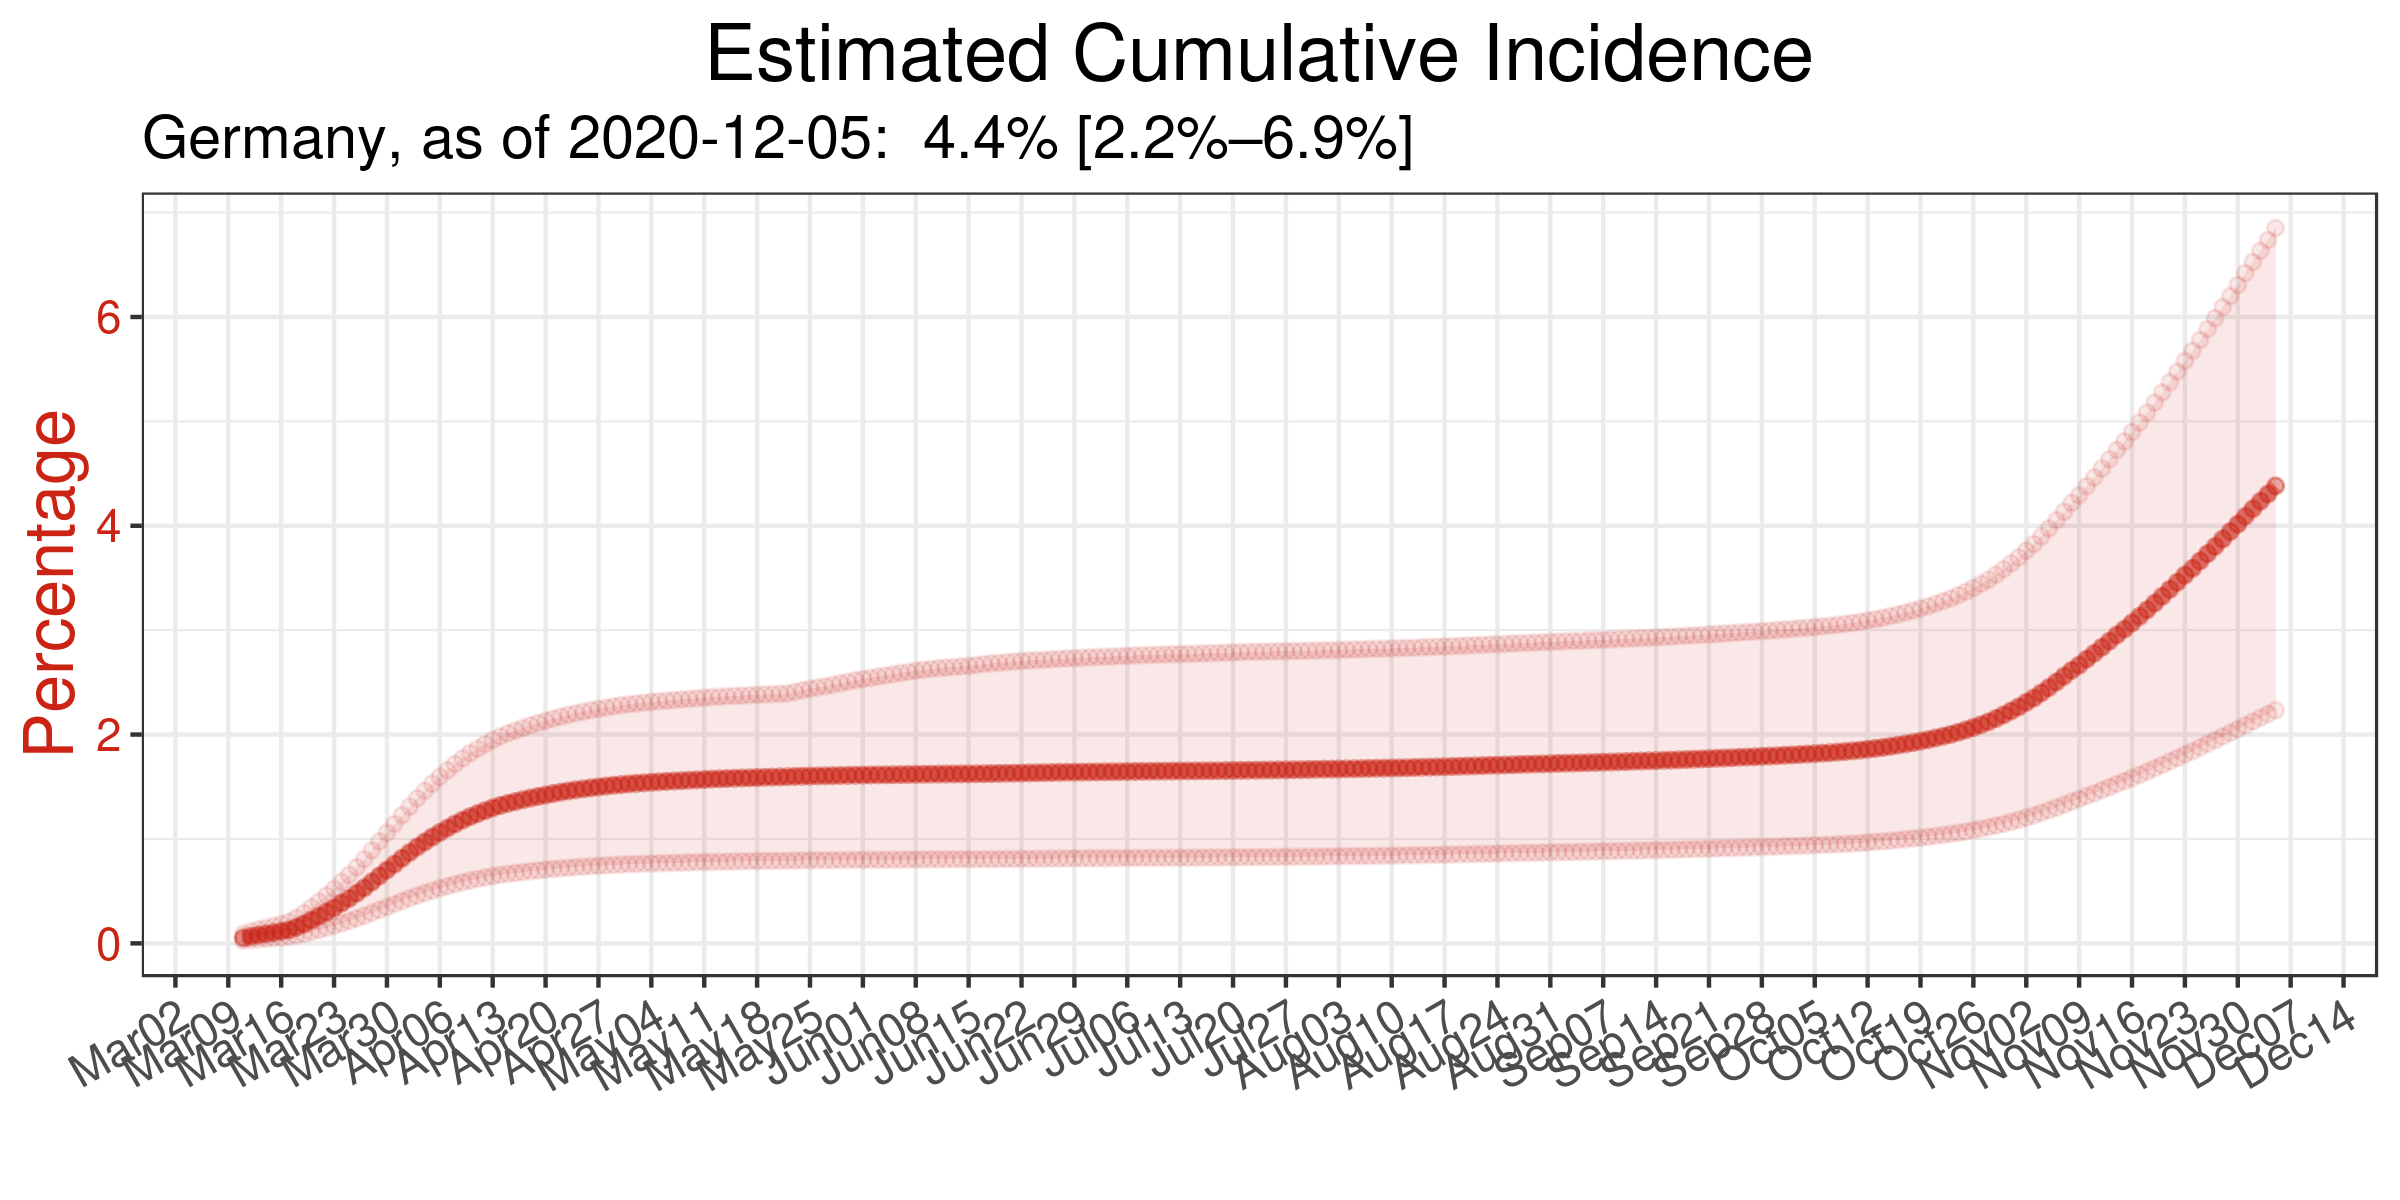 Estimated Cumulative Incidence
Germany, as of 2020-12-05:  4.4% [2.2%–6.9%]
Percentage
6
4
2
0
Mar02
Mar09
Mar16
Mar23
Mar30
Apr06
Apr13
Apr20
Apr27
May04
May11
May18
May25
Jun01
Jun08
Jun15
Jun22
Jun29
Jul06
Jul13
Jul20
Jul27
Aug03
Aug10
Aug17
Aug24
Aug31
Sep07
Sep14
Sep21
Sep28
Oct05
Oct12
Oct19
Oct26
Nov02
Nov09
Nov16
Nov23
Nov30
Dec07
Dec14